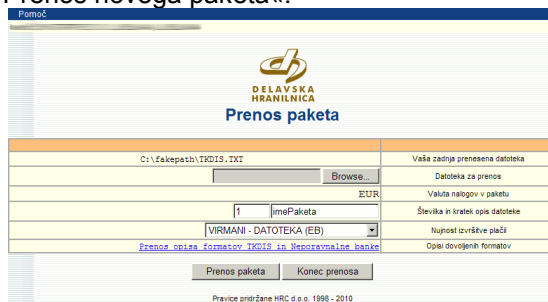 Prenos novega paketa«.
Pomoč
DELAVSKA
HRANILNICA
Prenos paketa
C:\fakepath\TKDIS.TXT Vaša zadnja prenesena datoteka
Browse... Datoteka za prenos
EUR Valuta nalogov v paketu
1 imePaketa Številka in kratek opis datoteke
VIRMANI - DATOTEKA (EB) Nujnost izvršitve plačil
Prenos opisa formatov TKDIS in Neporavnalne banke Opisi dovoljenih formatov
Prenos paketa Konec prenosa
Pravice pridržane HRC d.o.o. 1998 - 2010